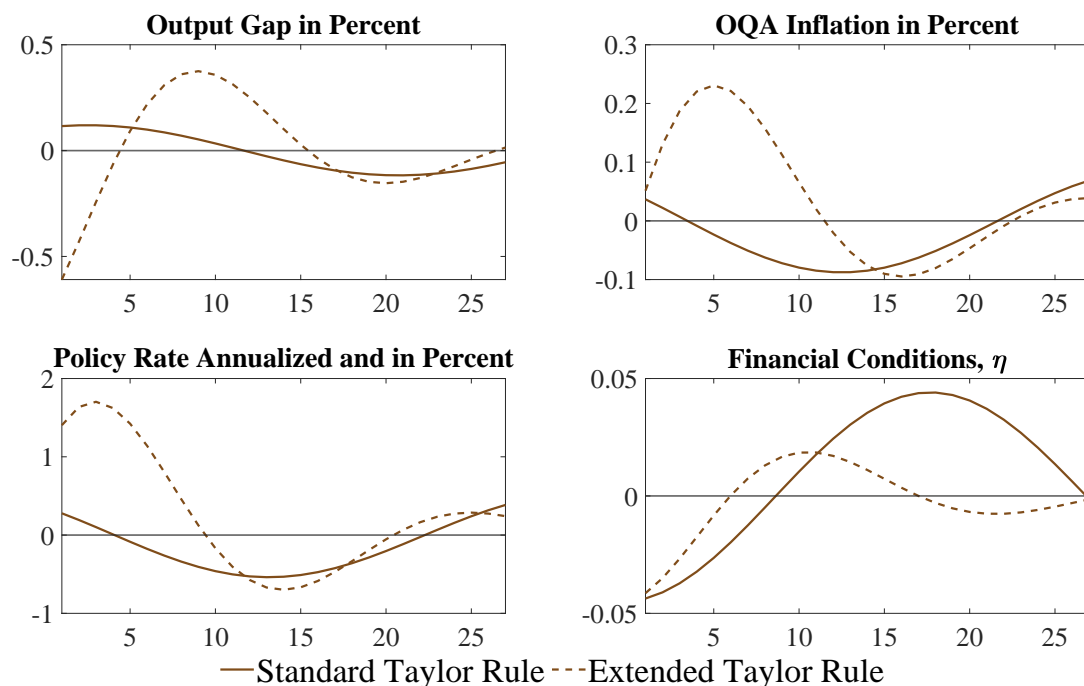 Output Gap in Percent
0.5
0
-0.5
5 10 15 20 25
OQA Inflation in Percent
0.3
0.2
0.1
0
-0.1
5 10 15 20 25
Policy Rate Annualized and in Percent
2
1
0
-1
5 10 15 20 25
Financial Conditions, η
0.05
0
-0.05
5 10 15 20 25
Standard Taylor Rule Extended Taylor Rule